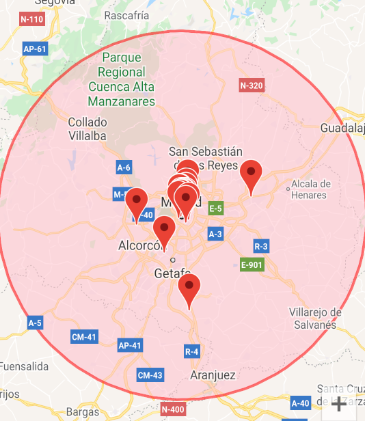 Segovia
Rascafría
N-110
AP-61
Parque
Regional
Cuenca Alta
Manzanares
N-320
Collado
Villalba
San Sebastián
de los Reyes
Guadalaj
A-6
Alcala de
Henares
M-40
E-5
A-3
Alcorcón
R-3
Getafe
E-901
A-5
Villarejo de
Salvanés
CM-41
AP-41
R-4
Fuensalida
CM-43
Aranjuez
rijos
Bargas
N-400
A-40
Santa Cruz
de la Zarza